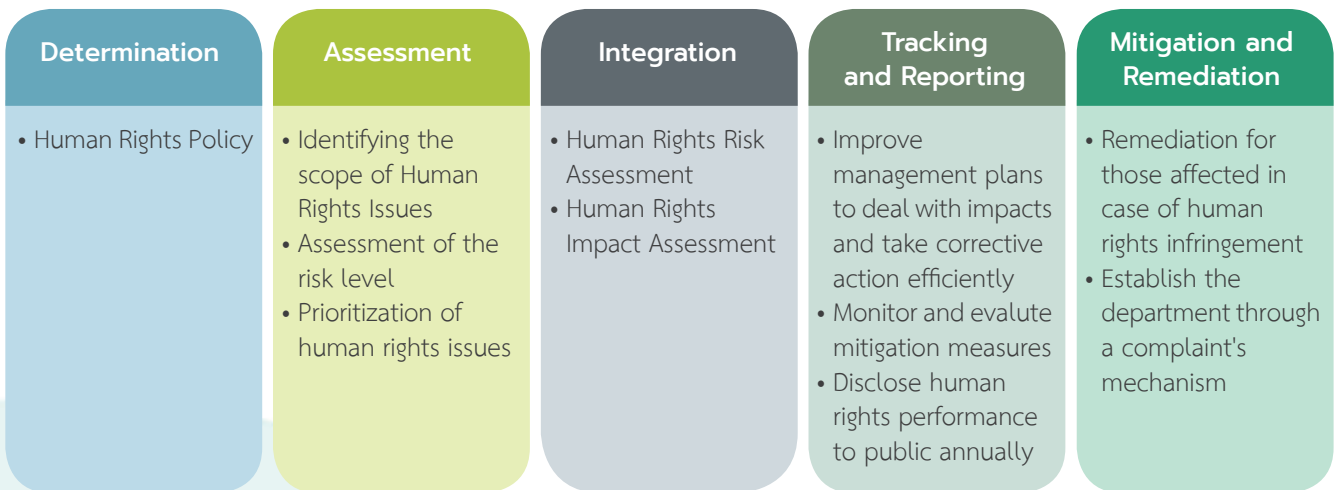 Determination
• Human Rights Policy
Assessment
• Identifying the
scope of Human
Rights Issues
• Assessment of the
risk level
• Prioritization of
human rights issues
Integration
• Human Rights Risk
Assessment
• Human Rights
Impact Assessment
Tracking
and Reporting
• Improve
management plans
to deal with impacts
and take corrective
action efficiently
• Monitor and evalute
mitigation measures
• Disclose human
rights performance
to public annually
Mitigation and
Remediation
• Remediation for
those affected in
case of human
rights infringement
• Establish the
department through
a complaint's
mechanism